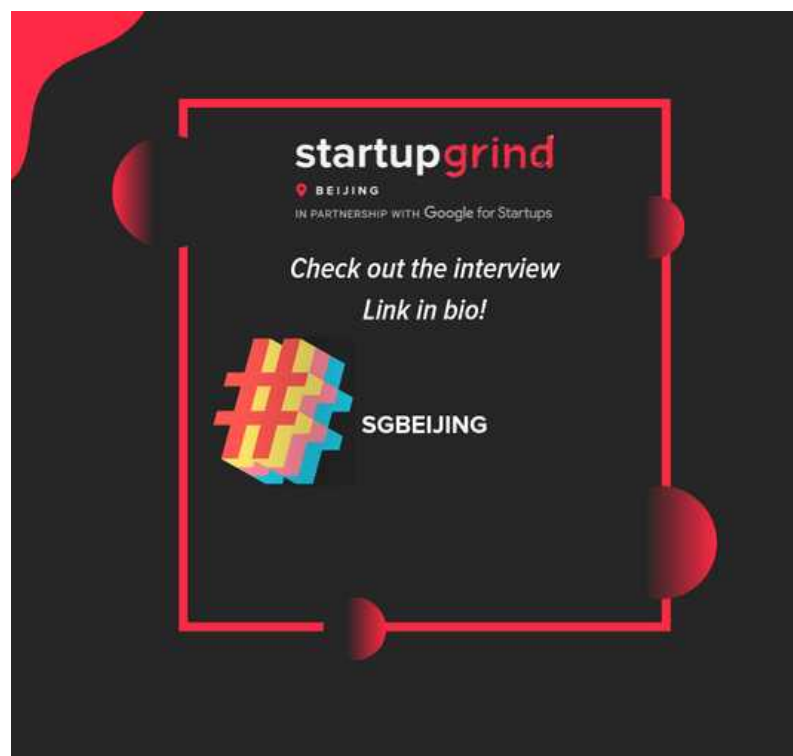 startupgrind
BEIJING
IN PARTNERSHIP WITH Google for Startups
Check out the interview
Link in bio!
# SGBEIJING